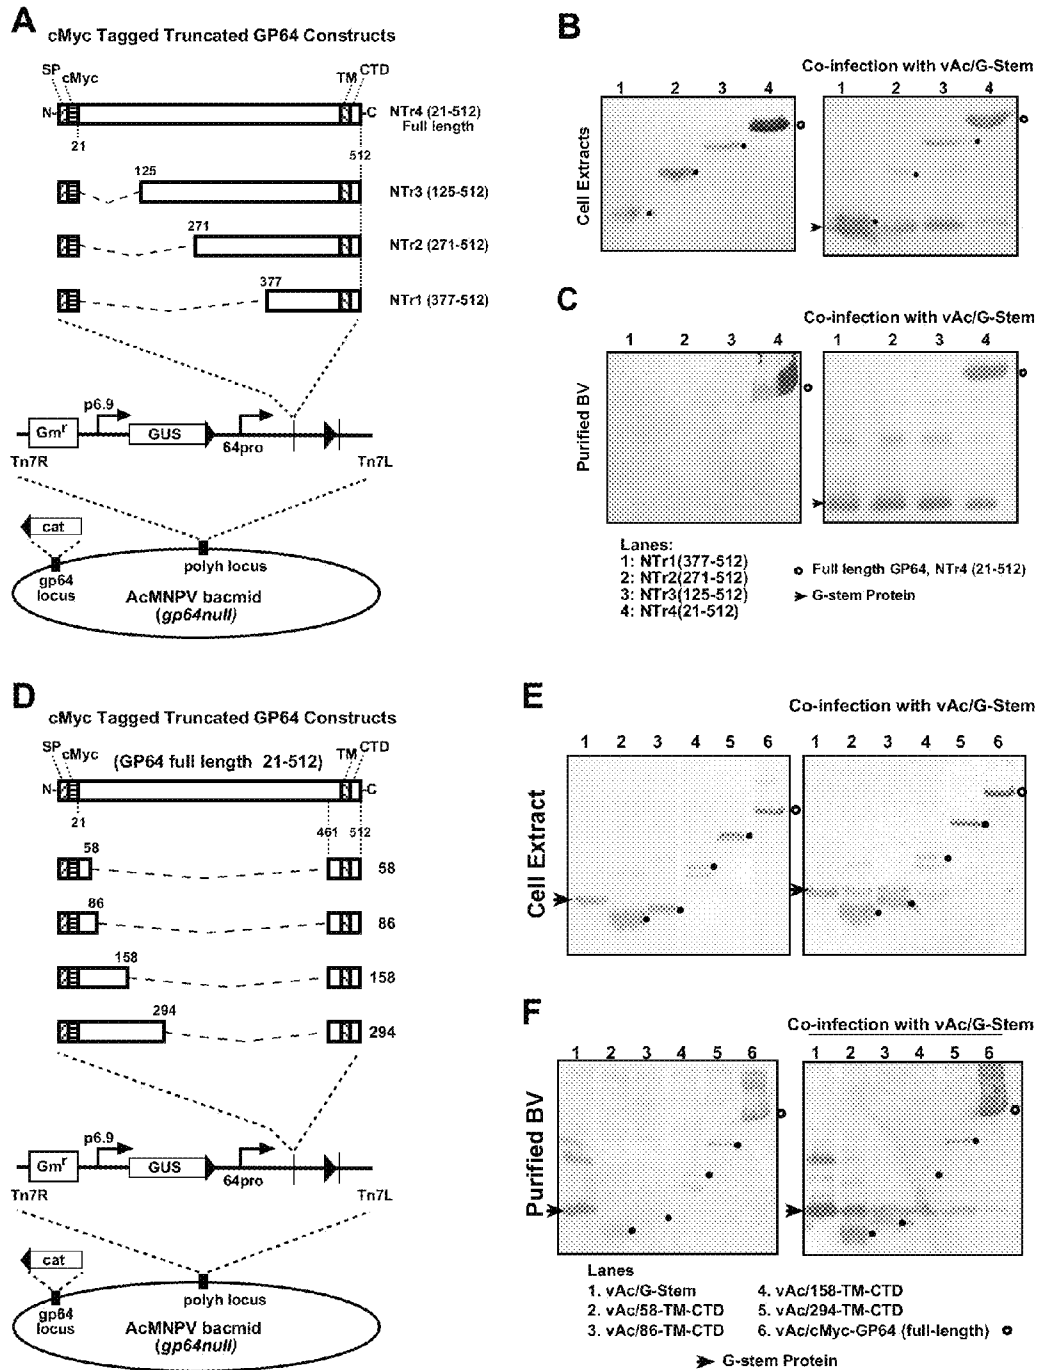 A
cMyc Tagged Truncated GP64 Constructs
SP cMyc TM CTD
N C NTr4 (21-512)
Full length
21 512
125
NTr3 (125-512)
271
NTr2 (271-512)
377
NTr1 (377-512)
p6.9
Gmr GUS
64pro
Tn7R Tn7L
cat
gp64 locus
polyh locus
AcMNPV bacmid
(gp64null)
B
Co-infection with vAc/G-Stem
1 2 3 4 1 2 3 4
Cell Extracts
C
Co-infection with vAc/G-Stem
1 2 3 4 1 2 3 4
Purified BV
Lanes:
1: NTr1(377-512)
2: NTr2(271-512)
3: NTr3(125-512)
4: NTr4(21-512)
Full length GP64, NTr4 (21-512)
G-stem Protein
D
cMyc Tagged Truncated GP64 Constructs
SP cMyc (GP64 full length 21-512) TM CTD
N C
21 461 512
58
58
86
86
158
158
294
294
p6.9
Gmr GUS
64pro
Tn7R Tn7L
cat
gp64 locus
polyh locus
AcMNPV bacmid
(gp64null)
E
Co-infection with vAc/G-Stem
1 2 3 4 5 6 1 2 3 4 5 6
Cell Extract
F
Co-infection with vAc/G-Stem
1 2 3 4 5 6 1 2 3 4 5 6
Purified BV
Lanes
1. vAc/G-Stem 4. vAc/158-TM-CTD
2. vAc/58-TM-CTD 5. vAc/294-TM-CTD
3. vAc/86-TM-CTD 6. vAc/cMyc-GP64 (full-length)
G-stem Protein